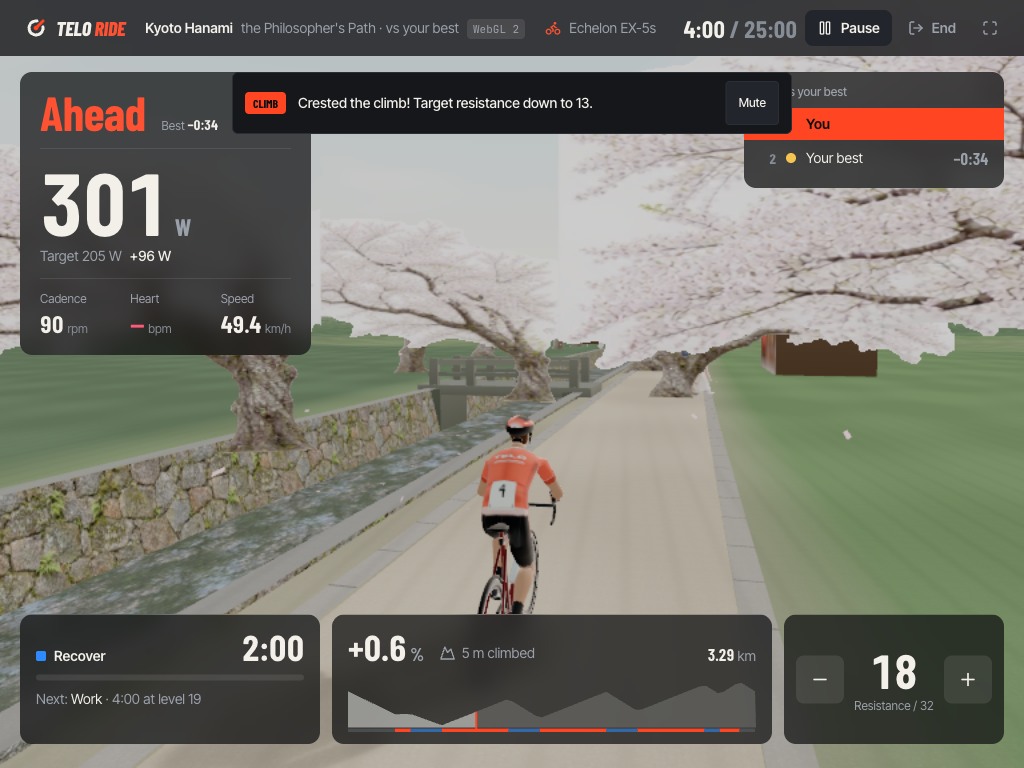 TELO RIDE Kyoto Hanami the Philosopher's Path · vs your best WebGL 2 Echelon EX-5s 4:00 / 25:00 Pause End
Ahead Best −0:34
CLIMB Crested the climb! Target resistance down to 13. Mute
s your best
You
2 Your best −0:34
301 W
Target 205 W +96 W
Cadence Heart Speed
90 rpm — bpm 49.4 km/h
TELO
1
Recover 2:00
Next: Work · 4:00 at level 19
+0.6 % 5 m climbed 3.29 km
− 18 +
Resistance / 32